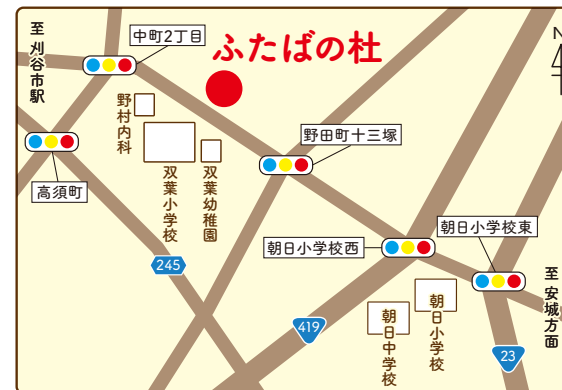 至 刈谷市駅
中町2丁目
ふたばの杜
N
野村内科
双葉小学校
双葉幼稚園
野田町十三塚
高須町
朝日小学校西
朝日小学校東
245
419
23
朝日中学校
朝日小学校
至 安城方面